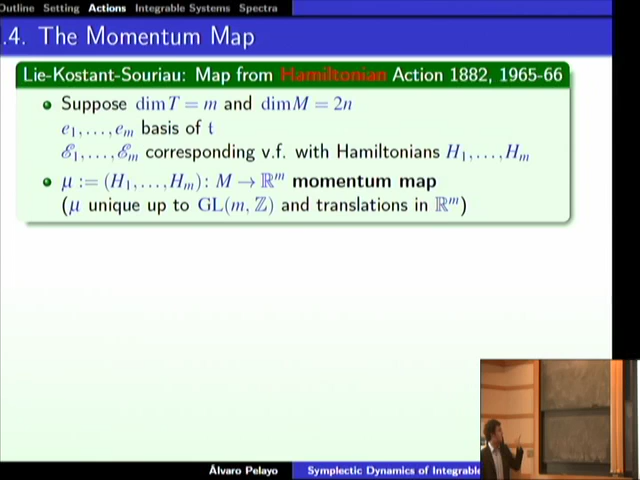 Outline Setting Actions Integrable Systems Spectra
.4. The Momentum Map
Lie-Kostant-Souriau: Map from Hamiltonian Action 1882, 1965-66
Suppose dim T = m and dim M = 2n
e₁,…,eₘ basis of 𝔱
ℰ₁,…,ℰₘ corresponding v.f. with Hamiltonians H₁,…,Hₘ
μ := (H₁,…,Hₘ): M → ℝᵐ momentum map
(μ unique up to GL(m, ℤ) and translations in ℝᵐ)
Álvaro Pelayo Symplectic Dynamics of Integrable